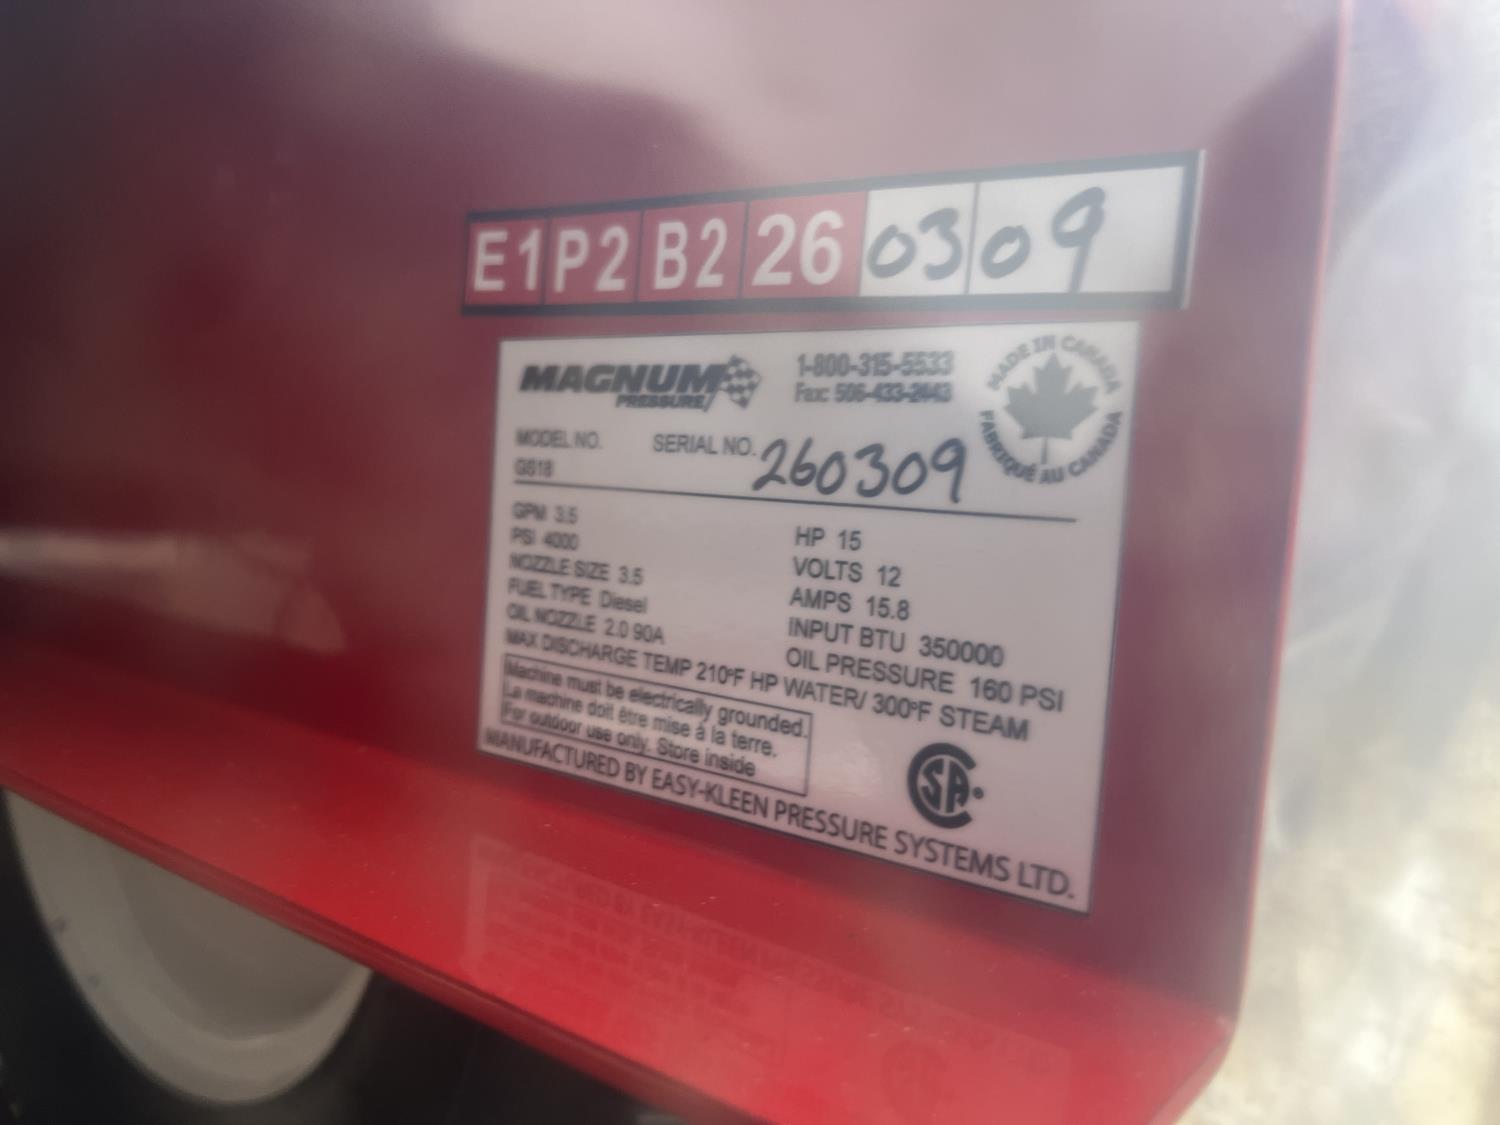 E1 P2 B2 26 03 09
MAGNUM
PRESSURE
1-800-315-5533
Fax: 506-433-2443
MADE IN CANADA
FABRIQUÉ AU CANADA
MODEL NO.
GS18
SERIAL NO. 260309
GPM 3.5
PSI 4000
NOZZLE SIZE 3.5
FUEL TYPE Diesel
OIL NOZZLE 2.0 90A
HP 15
VOLTS 12
AMPS 15.8
INPUT BTU 350000
OIL PRESSURE 160 PSI
MAX DISCHARGE TEMP 210°F HP WATER/ 300°F STEAM
Machine must be electrically grounded.
La machine doit être mise à la terre.
For outdoor use only. Store inside
SA
MANUFACTURED BY EASY-KLEEN PRESSURE SYSTEMS LTD.